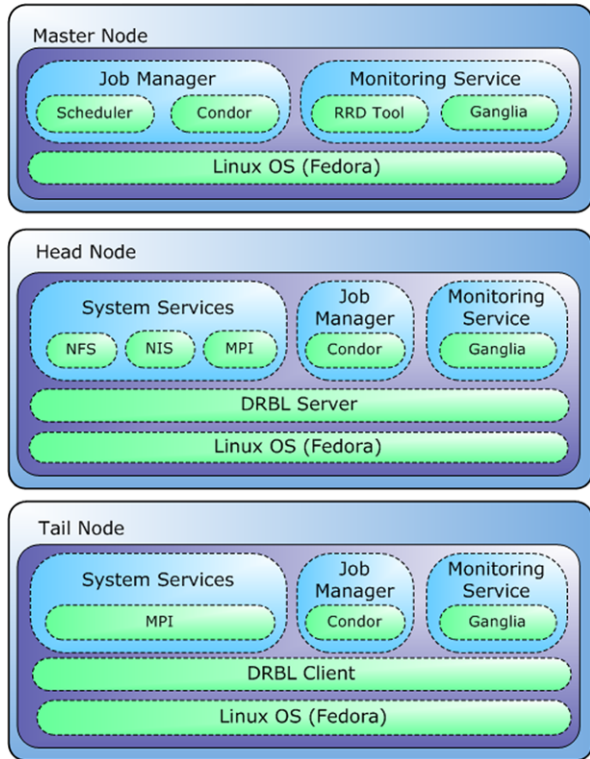 Master Node
Job Manager
Monitoring Service
Scheduler
Condor
RRD Tool
Ganglia
Linux OS (Fedora)
Head Node
System Services
Job
Manager
Monitoring
Service
NFS
NIS
MPI
Condor
Ganglia
DRBL Server
Linux OS (Fedora)
Tail Node
System Services
Job
Manager
Monitoring
Service
MPI
Condor
Ganglia
DRBL Client
Linux OS (Fedora)